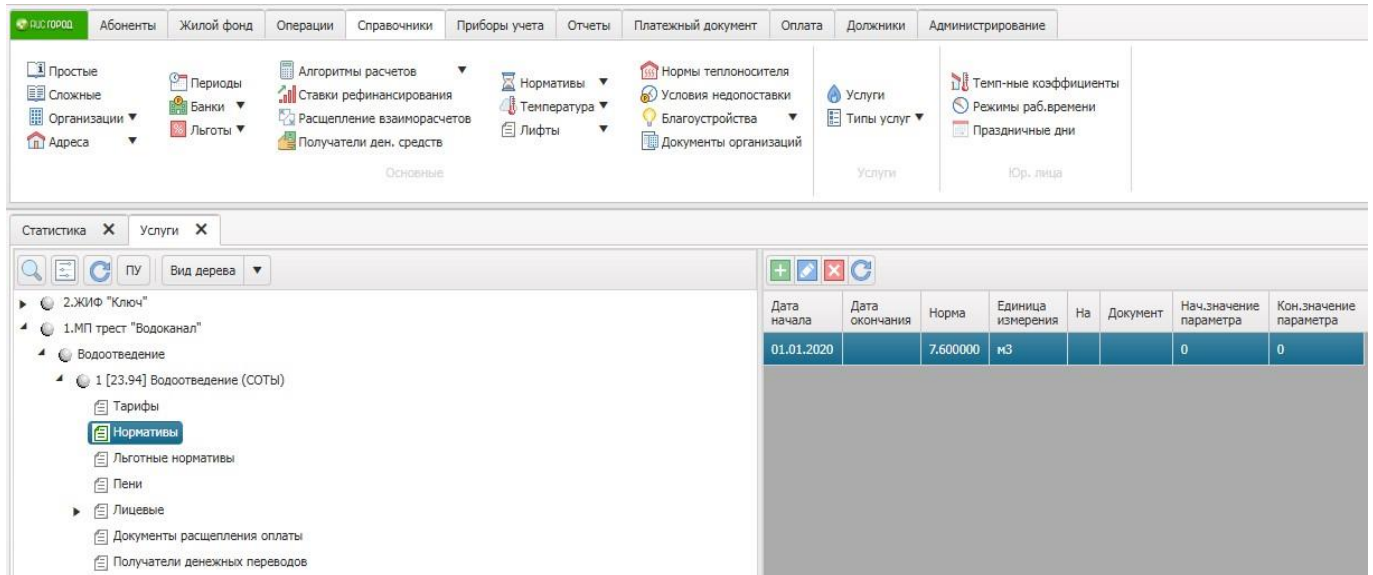 АИС ГОРОД Абоненты Жилой фонд Операции Справочники Приборы учета Отчеты Платежный документ Оплата Должники Администрирование
Простые
Сложные
Организации
Адреса
Периоды
Банки
Льготы
Алгоритмы расчетов
Ставки рефинансирования
Расщепление взаиморасчетов
Получатели ден. средств
Нормативы
Температура
Лифты
Нормы теплоносителя
Условия недопоставки
Благоустройства
Документы организаций
Основные
Услуги
Типы услуг
Услуги
Темп-ные коэффициенты
Режимы раб.времени
Праздничные дни
Юр. лица
Статистика X Услуги X
ПУ Вид дерева
2.ЖИФ "Ключ"
1.МП трест "Водоканал"
Водоотведение
1 [23.94] Водоотведение (СОТЫ)
Тарифы
Нормативы
Льготные нормативы
Пени
Лицевые
Документы расщепления оплаты
Получатели денежных переводов
Дата начала Дата окончания Норма Единица измерения На Документ Нач.значение параметра Кон.значение параметра
01.01.2020 7.600000 м3 0 0